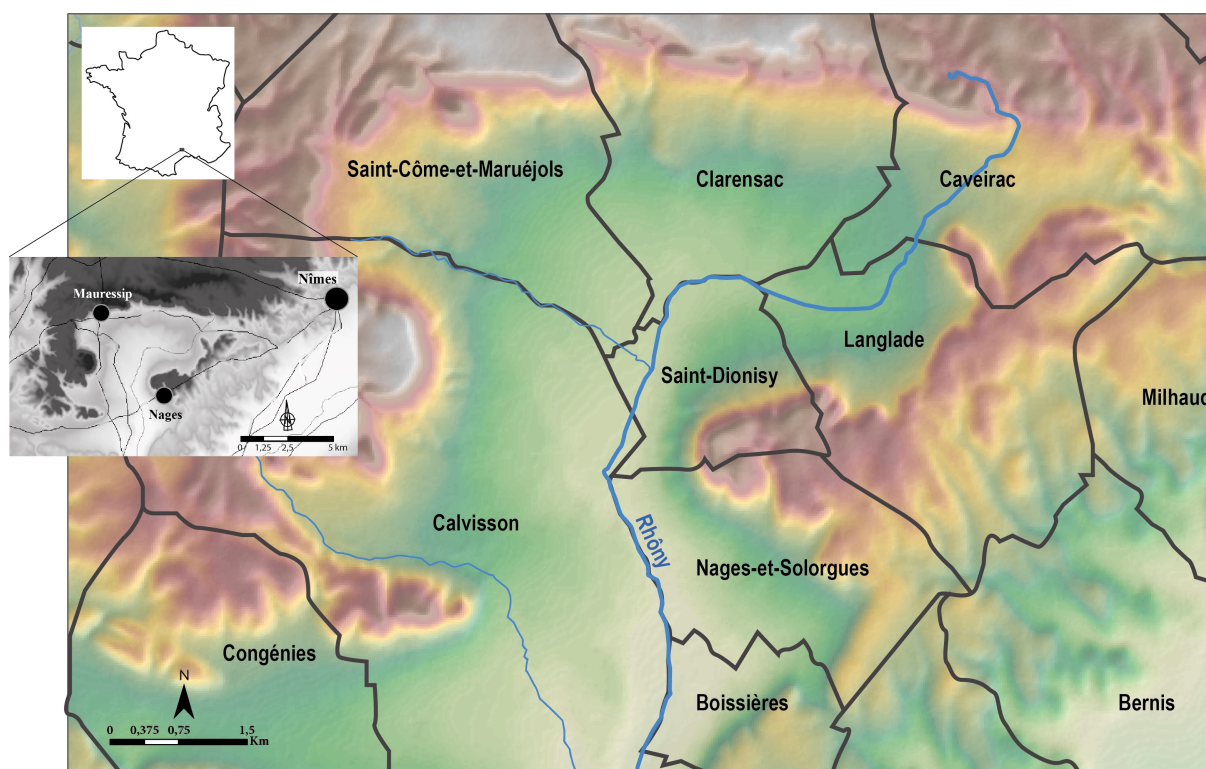 Saint-Côme-et-Maruéjols
Clarensac
Caveirac
Nîmes
Mauressip
Nages
N
0 1,25 2,5 5 km
Langlade
Saint-Dionisy
Milhaud
Calvisson
Rhôny
Nages-et-Solorgues
Congénies
Boissières
Bernis
N
0 0,375 0,75 1,5
Km